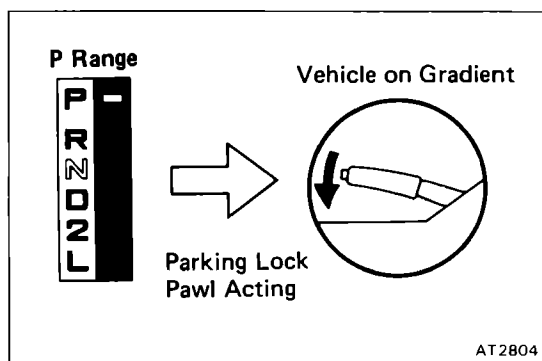 P Range
P
R
N
D
2
L
Vehicle on Gradient
Parking Lock
Pawl Acting
AT2804